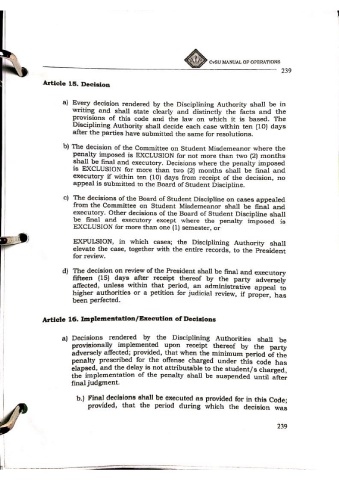 CvSU MANUAL OF OPERATIONS
239
Article 15. Decision
a) Every decision rendered by the Disciplining Authority shall be in
writing and shall state clearly and distinctly the facts and the
provisions of this code and the law on which it is based. The
Disciplining Authority shall decide each case within ten (10) days
after the parties have submitted the same for resolutions.
b) The decision of the Committee on Student Misdemeanor where the
penalty imposed is EXCLUSION for not more than two (2) months
shall be final and executory. Decisions where the penalty imposed
is EXCLUSION for more than two (2) months shall be final and
executory if within ten (10) days from receipt of the decision, no
appeal is submitted to the Board of Student Discipline.
c) The decisions of the Board of Student Discipline on cases appealed
from the Committee on Student Misdemeanor shall be final and
executory. Other decisions of the Board of Student Discipline shall
be final and executory except where the penalty imposed is
EXCLUSION for more than one (1) semester, or
EXPULSION, in which cases; the Disciplining Authority shall
elevate the case, together with the entire records, to the President
for review.
d) The decision on review of the President shall be final and executory
fifteen (15) days after receipt thereof by the party adversely
affected, unless within that period, an administrative appeal to
higher authorities or a petition for judicial review, if proper, has
been perfected.
Article 16. Implementation/Execution of Decisions
a) Decisions rendered by the Disciplining Authorities shall be
provisionally implemented upon receipt thereof by the party
adversely affected; provided, that when the minimum period of the
penalty prescribed for the offense charged under this code has
elapsed, and the delay is not attributable to the student/s charged,
the implementation of the penalty shall be suspended until after
final judgment.
b.) Final decisions shall be executed as provided for in this Code;
provided, that the period during which the decision was
239